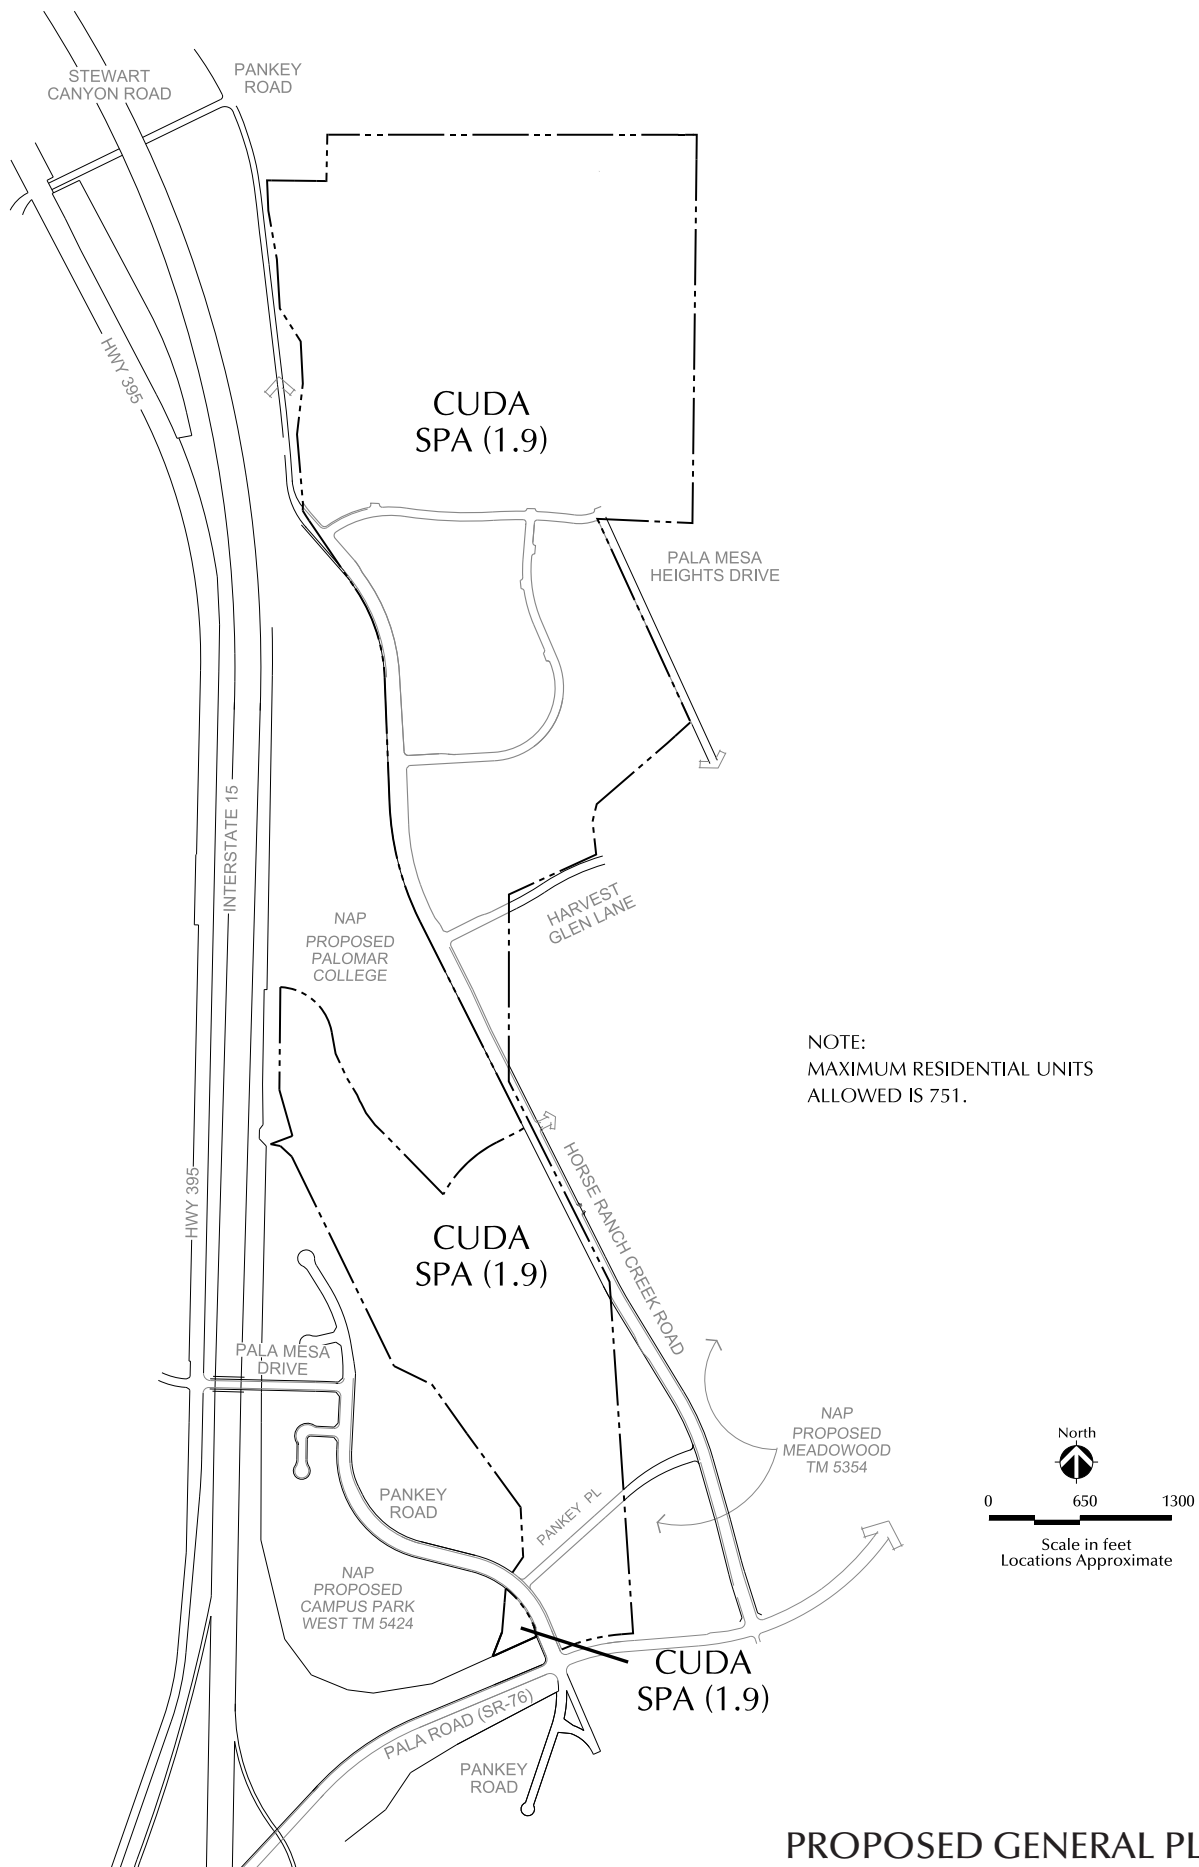 STEWART
CANYON ROAD
PANKEY
ROAD
HWY 395
CUDA
SPA (1.9)
PALA MESA
HEIGHTS DRIVE
INTERSTATE 15
HARVEST
GLEN LANE
NAP
PROPOSED
PALOMAR
COLLEGE
NOTE:
MAXIMUM RESIDENTIAL UNITS
ALLOWED IS 751.
HWY 395
HORSE RANCH CREEK ROAD
CUDA
SPA (1.9)
PALA MESA
DRIVE
NAP
PROPOSED
MEADOWOOD
TM 5354
North
0 650 1300
Scale in feet
Locations Approximate
PANKEY
ROAD
PANKEY PL
NAP
PROPOSED
CAMPUS PARK
WEST TM 5424
CUDA
SPA (1.9)
PALA ROAD (SR-76)
PANKEY
ROAD
PROPOSED GENERAL PL